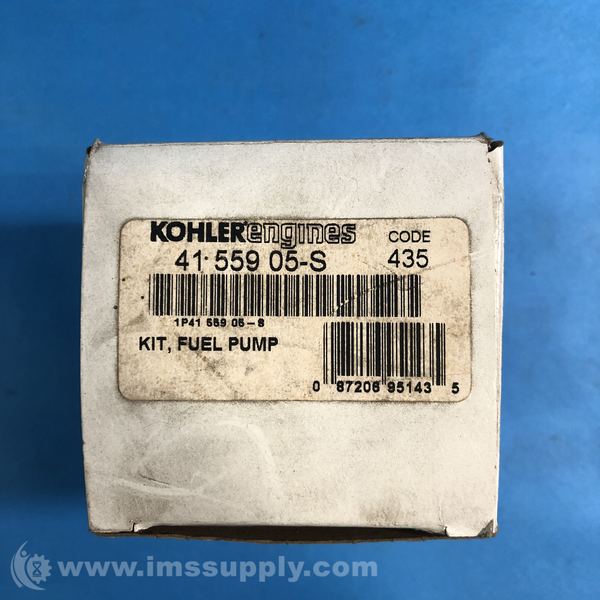 KOHLERengines CODE
41 559 05-S 435
1P41 559 05-S
KIT, FUEL PUMP
0 87206 95143 5
www.imssupply.com